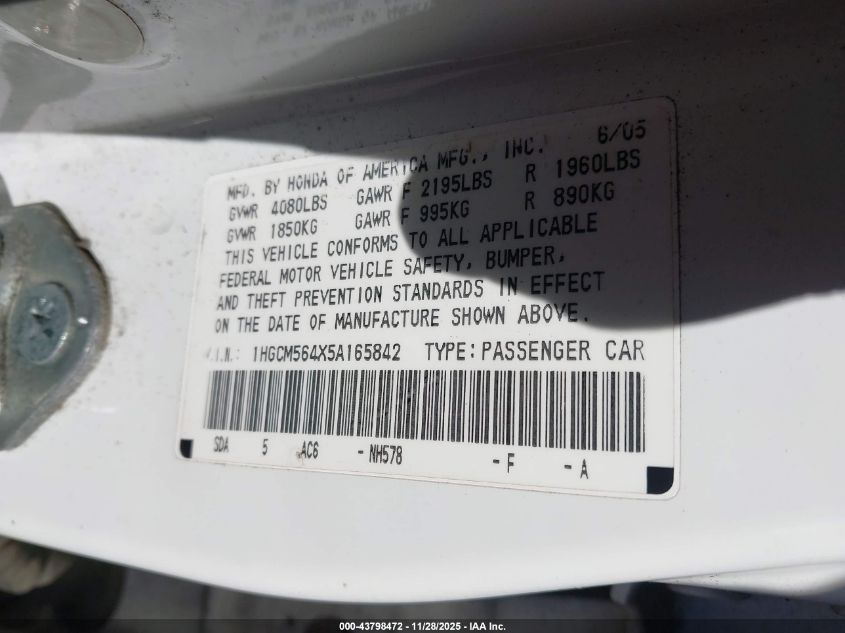 6/05
MFD. BY HONDA OF AMERICA MFG., INC.
GVWR 4080LBS GAWR F 2195LBS R 1960LBS
GVWR 1850KG GAWR F 995KG R 890KG
THIS VEHICLE CONFORMS TO ALL APPLICABLE
FEDERAL MOTOR VEHICLE SAFETY, BUMPER,
AND THEFT PREVENTION STANDARDS IN EFFECT
ON THE DATE OF MANUFACTURE SHOWN ABOVE.
V.I.N.: 1HGCM564X5A165842 TYPE: PASSENGER CAR
SDA 5 AC6 - NH578 - F - A
000-43798472 • 11/28/2025 • IAA Inc.